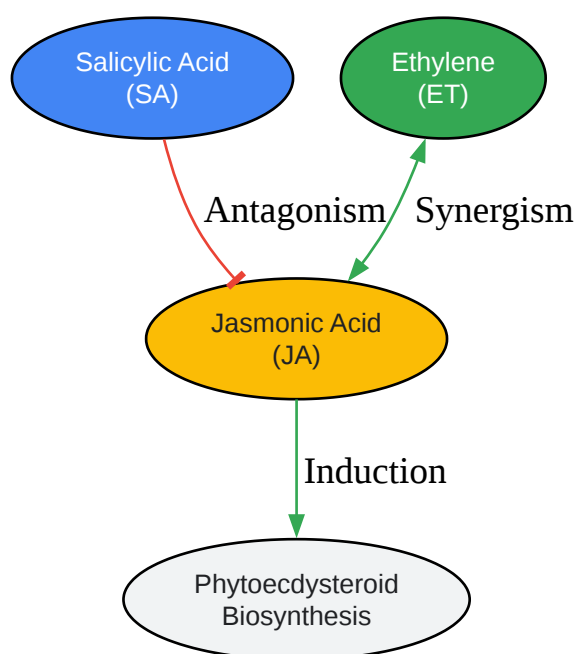 Salicylic Acid
(SA)
Ethylene
(ET)
Antagonism
Synergism
Jasmonic Acid
(JA)
Induction
Phytoecdysteroid
Biosynthesis